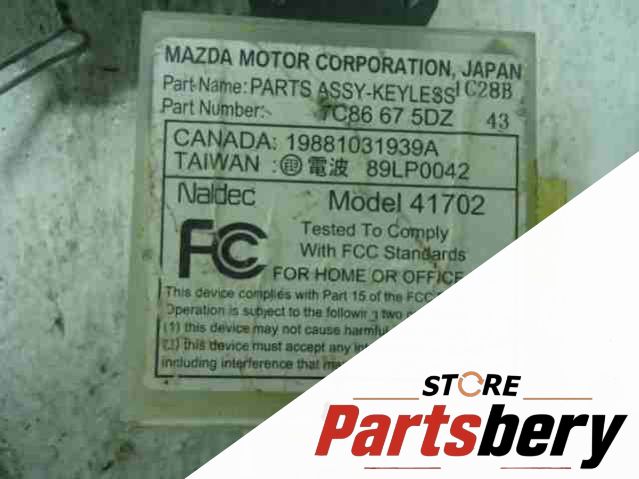 MAZDA MOTOR CORPORATION, JAPAN
Part-Name: PARTS ASSY-KEYLESS 1C28B
Part Number: 7C86 67 5DZ 43
CANADA: 19881031939A
TAIWAN : 電波 89LP0042
Naldec Model 41702
FC Tested To Comply
With FCC Standards
FOR HOME OR OFFICE
This device complies with Part 15 of the FCC
Operation is subject to the following two
(1) this device may not cause harmful
this device must accept any
including interference that may
STORE
Partsbery